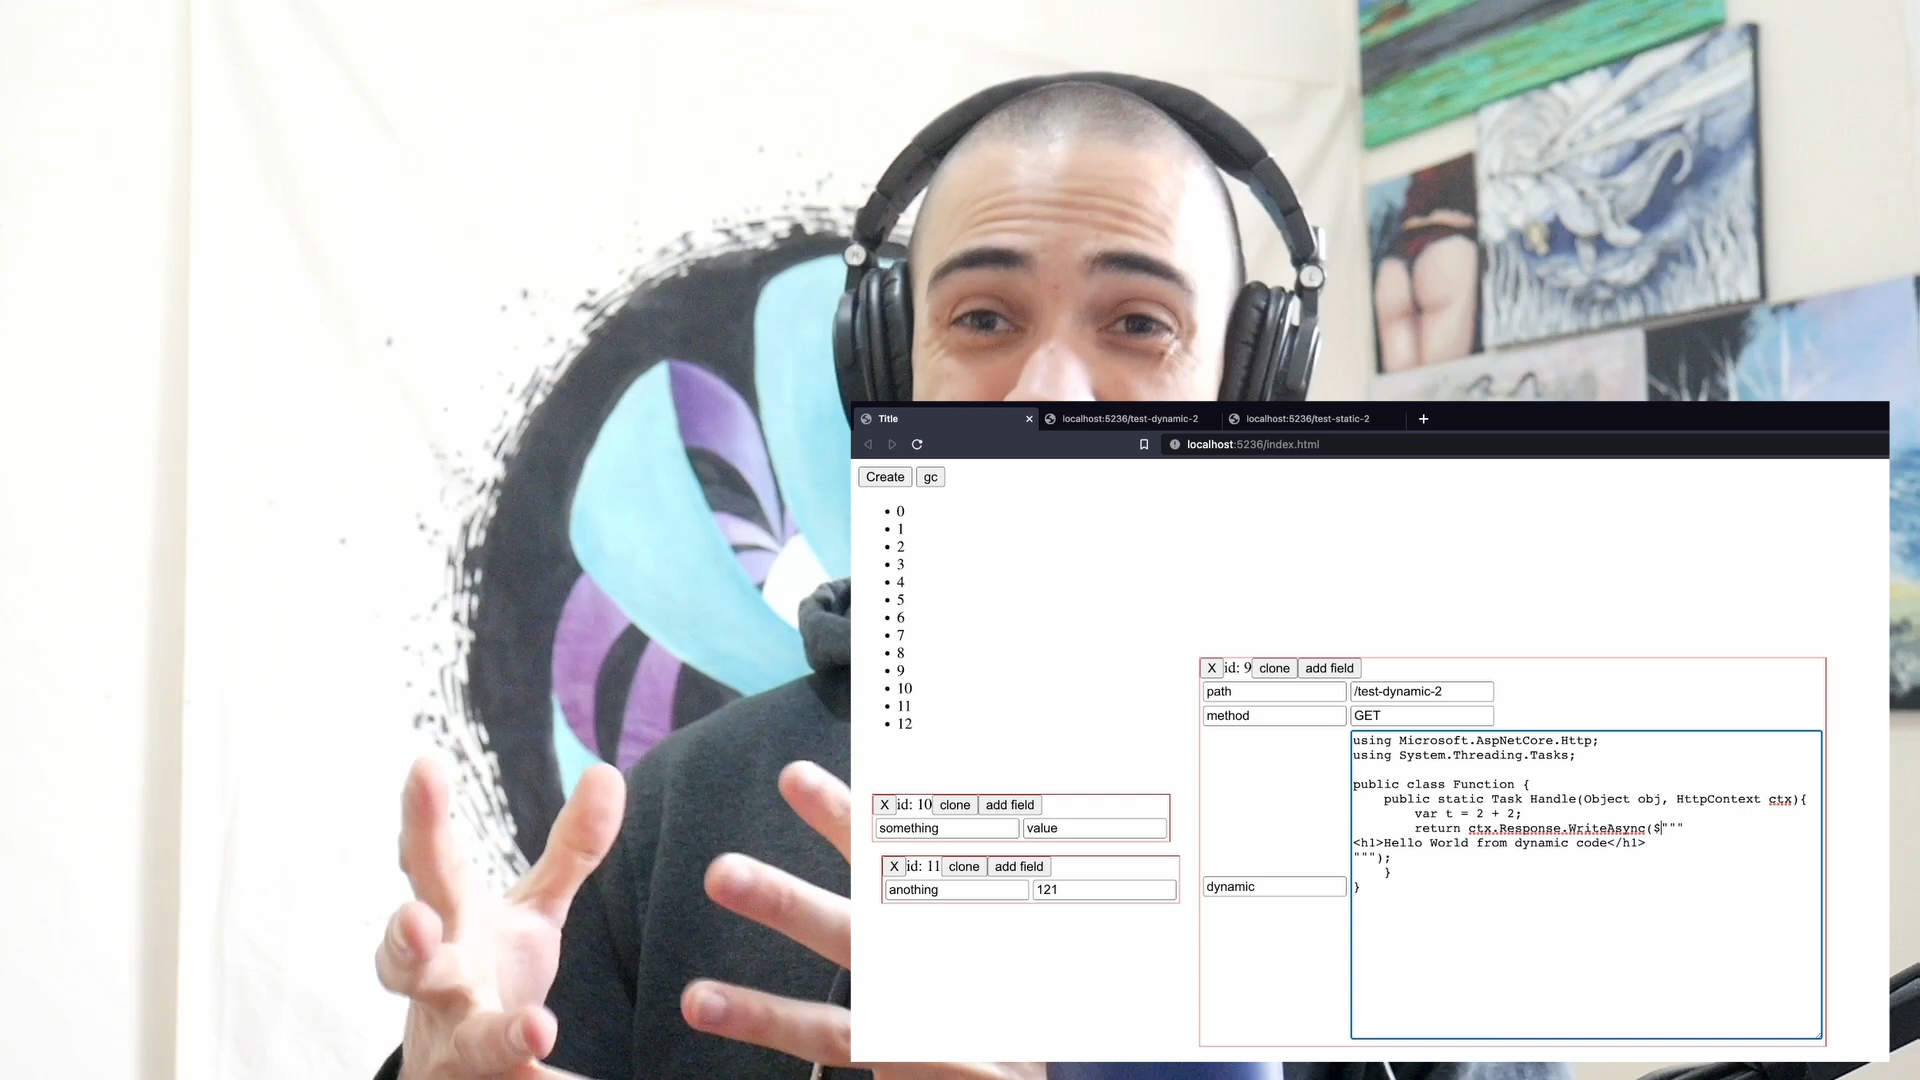 Title
localhost:5236/test-dynamic-2
localhost:5236/test-static-2
localhost:5236/index.html
Create gc
0
1
2
3
4
5
6
7
8
9
10
11
12
X id: 10 clone add field
something value
X id: 11 clone add field
anothing 121
X id: 9 clone add field
path /test-dynamic-2
method GET
dynamic
using Microsoft.AspNetCore.Http;
using System.Threading.Tasks;
public class Function {
public static Task Handle(Object obj, HttpContext ctx){
var t = 2 + 2;
return ctx.Response.WriteAsync($"""
<h1>Hello World from dynamic code</h1>
""");
}
}